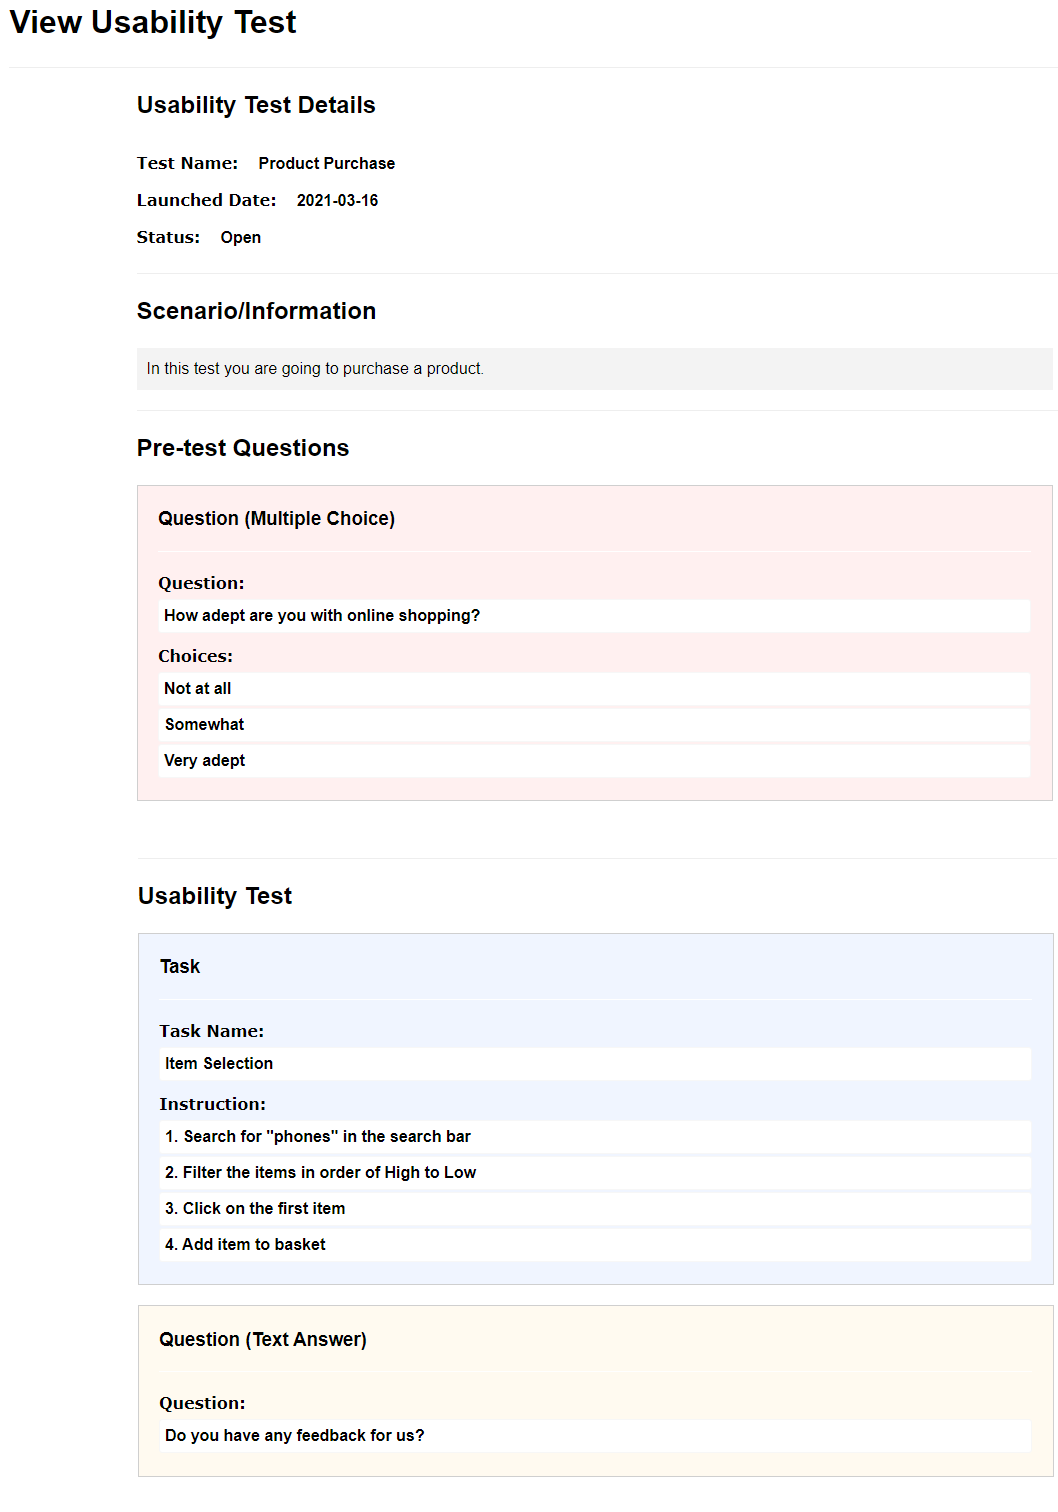 View Usability Test
Usability Test Details
Test Name: Product Purchase
Launched Date: 2021-03-16
Status: Open
Scenario/Information
In this test you are going to purchase a product.
Pre-test Questions
Question (Multiple Choice)
Question:
How adept are you with online shopping?
Choices:
Not at all
Somewhat
Very adept
Usability Test
Task
Task Name:
Item Selection
Instruction:
1. Search for "phones" in the search bar
2. Filter the items in order of High to Low
3. Click on the first item
4. Add item to basket
Question (Text Answer)
Question:
Do you have any feedback for us?